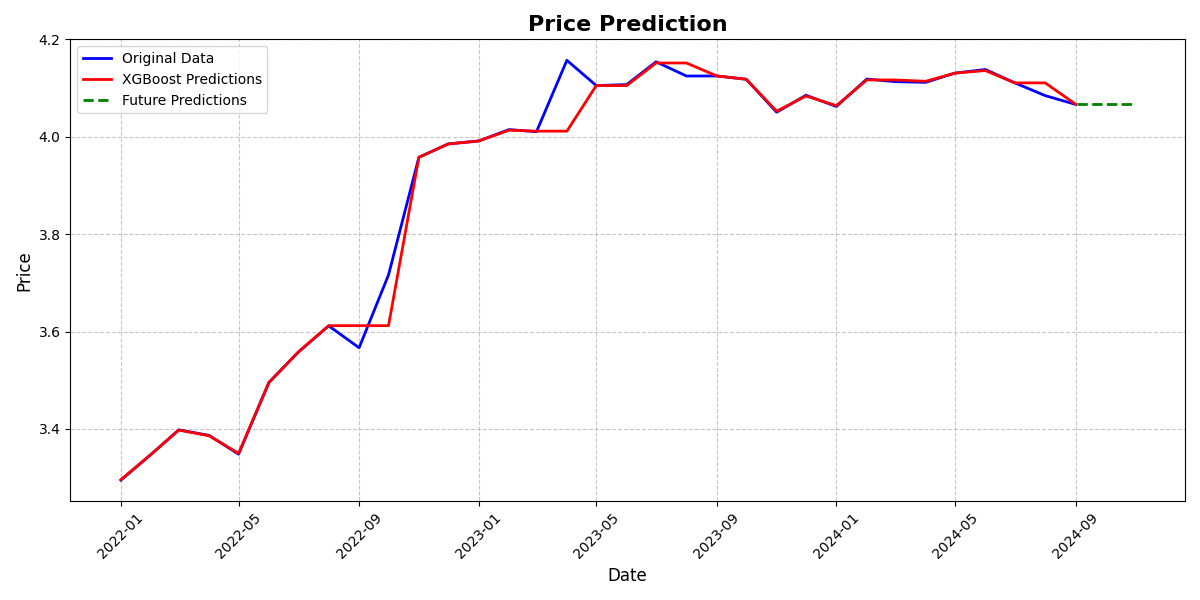 Price Prediction
Original Data
XGBoost Predictions
Future Predictions
Price
4.2
4.0
3.8
3.6
3.4
2022-01
2022-05
2022-09
2023-01
2023-05
2023-09
2024-01
2024-05
2024-09
Date